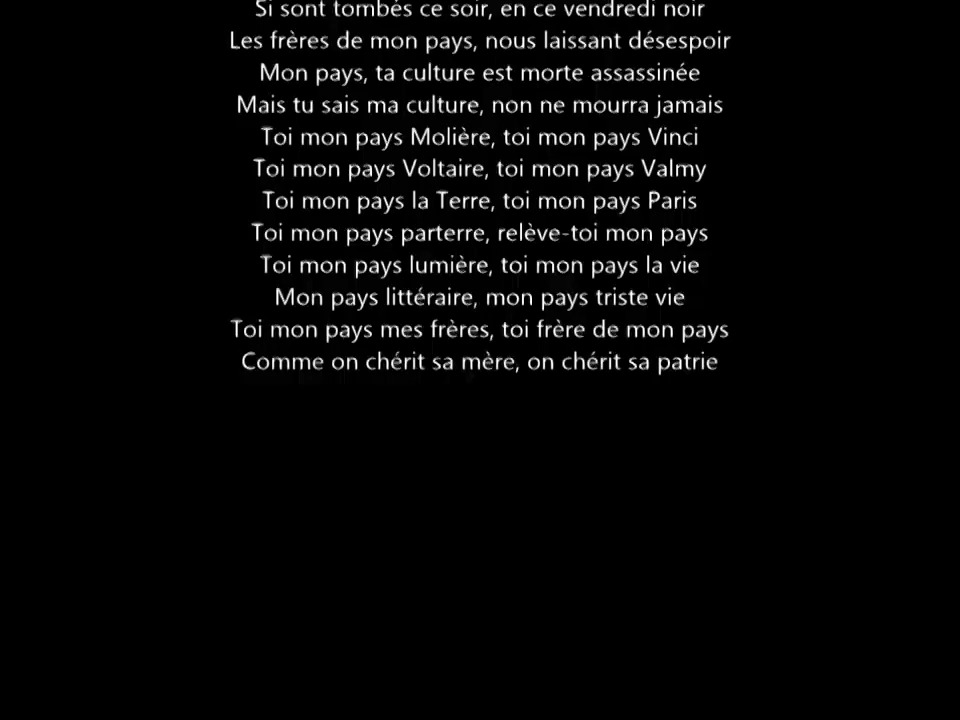 Si sont tombés ce soir, en ce vendredi noir
Les frères de mon pays, nous laissant désespoir
Mon pays, ta culture est morte assassinée
Mais tu sais ma culture, non ne mourra jamais
Toi mon pays Molière, toi mon pays Vinci
Toi mon pays Voltaire, toi mon pays Valmy
Toi mon pays la Terre, toi mon pays Paris
Toi mon pays parterre, relève-toi mon pays
Toi mon pays lumière, toi mon pays la vie
Mon pays littéraire, mon pays triste vie
Toi mon pays mes frères, toi frère de mon pays
Comme on chérit sa mère, on chérit sa patrie